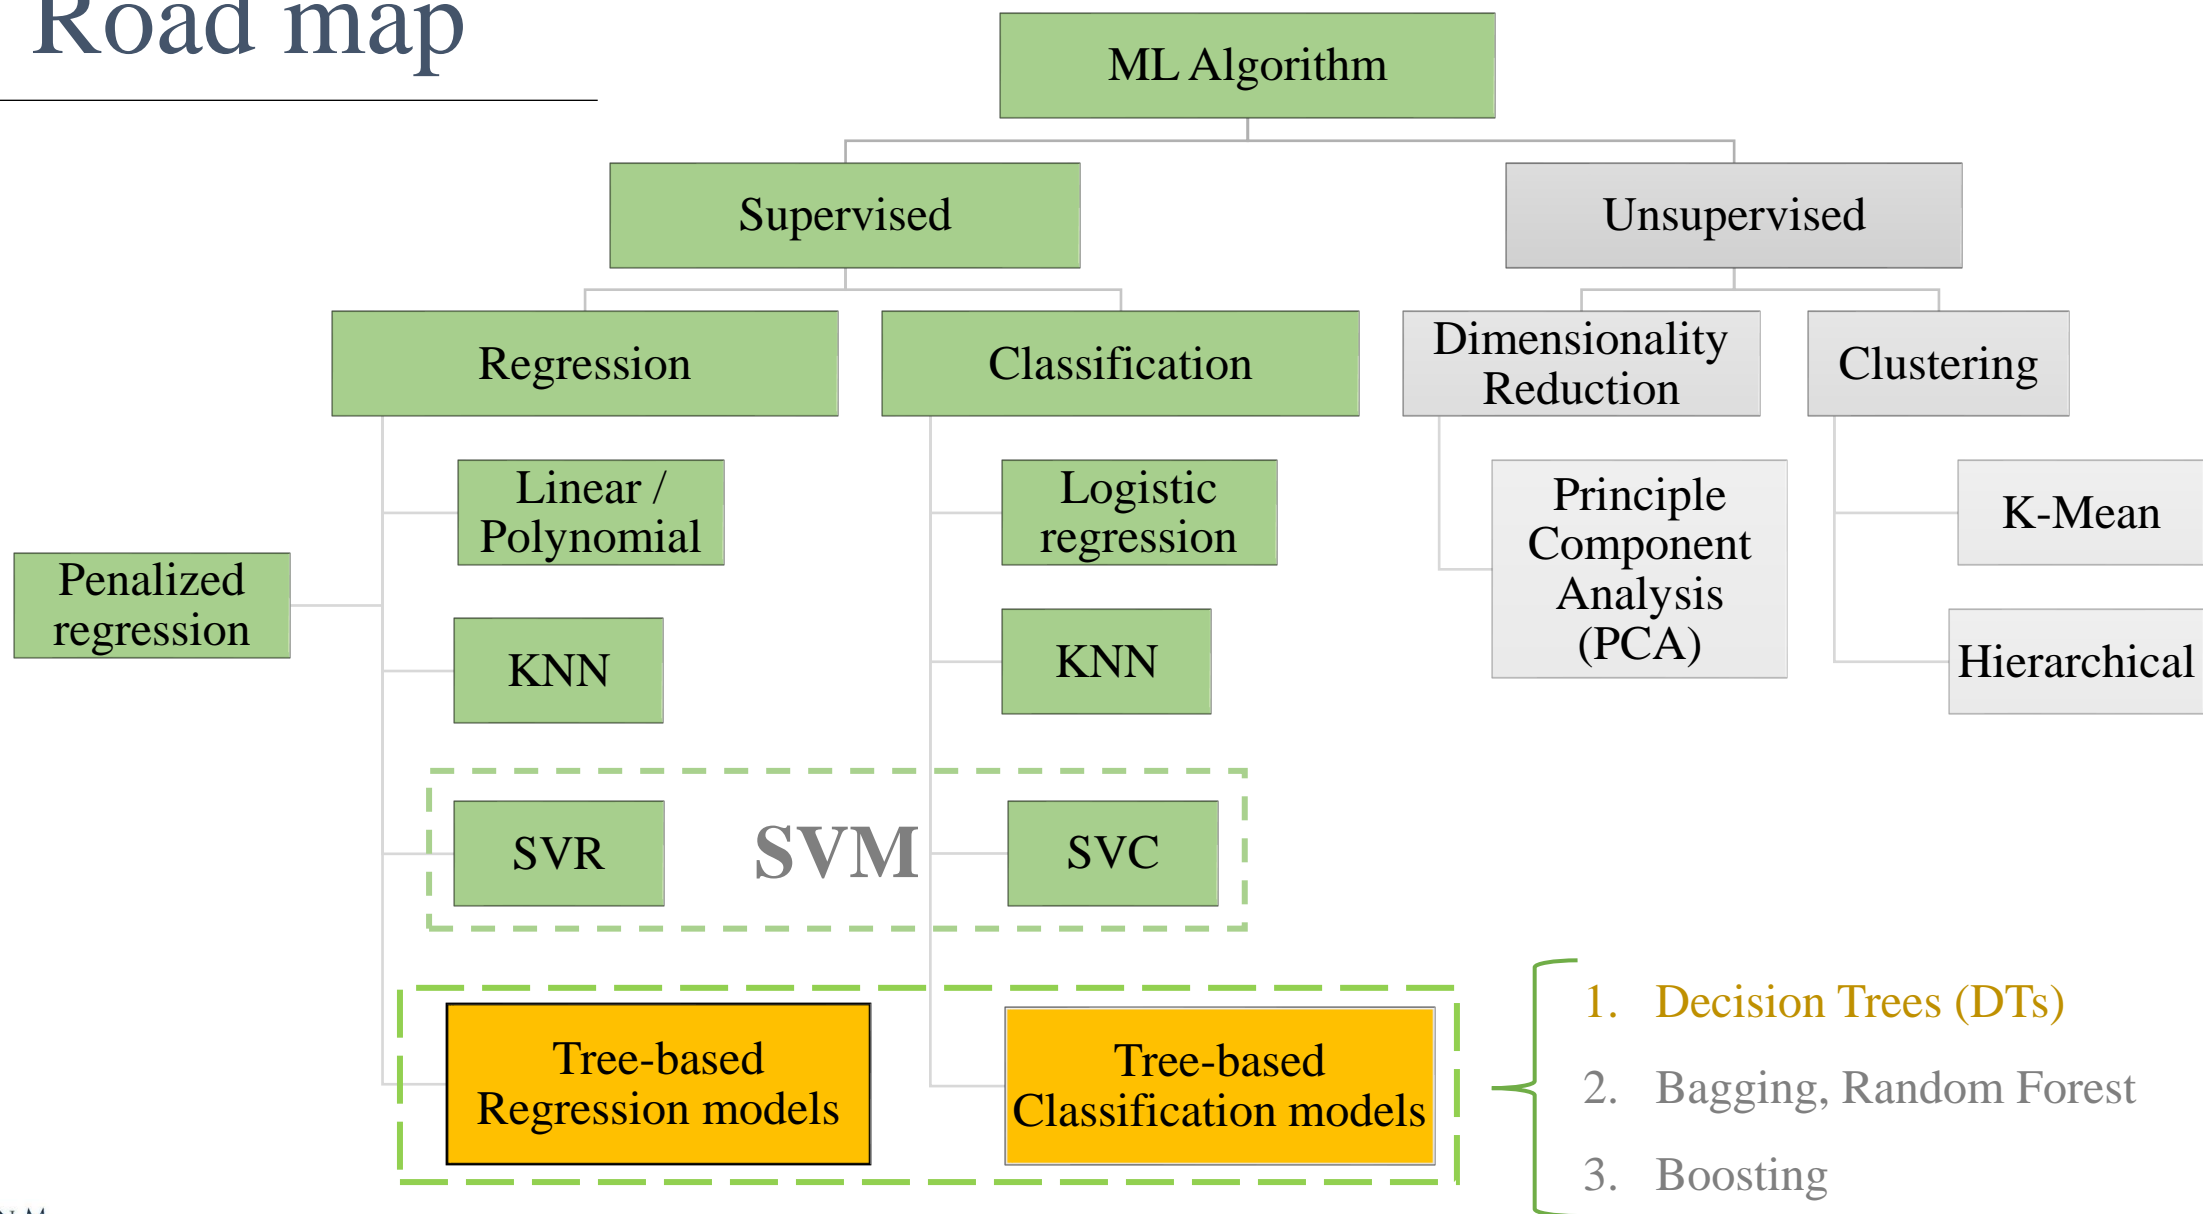 Road map
ML Algorithm
Supervised
Unsupervised
Regression
Classification
Dimensionality
Reduction
Clustering
Linear /
Polynomial
Logistic
regression
Principle
Component
Analysis
(PCA)
K-Mean
Penalized
regression
KNN
KNN
Hierarchical
SVR
SVM
SVC
Tree-based
Regression models
Tree-based
Classification models
1. Decision Trees (DTs)
2. Bagging, Random Forest
3. Boosting